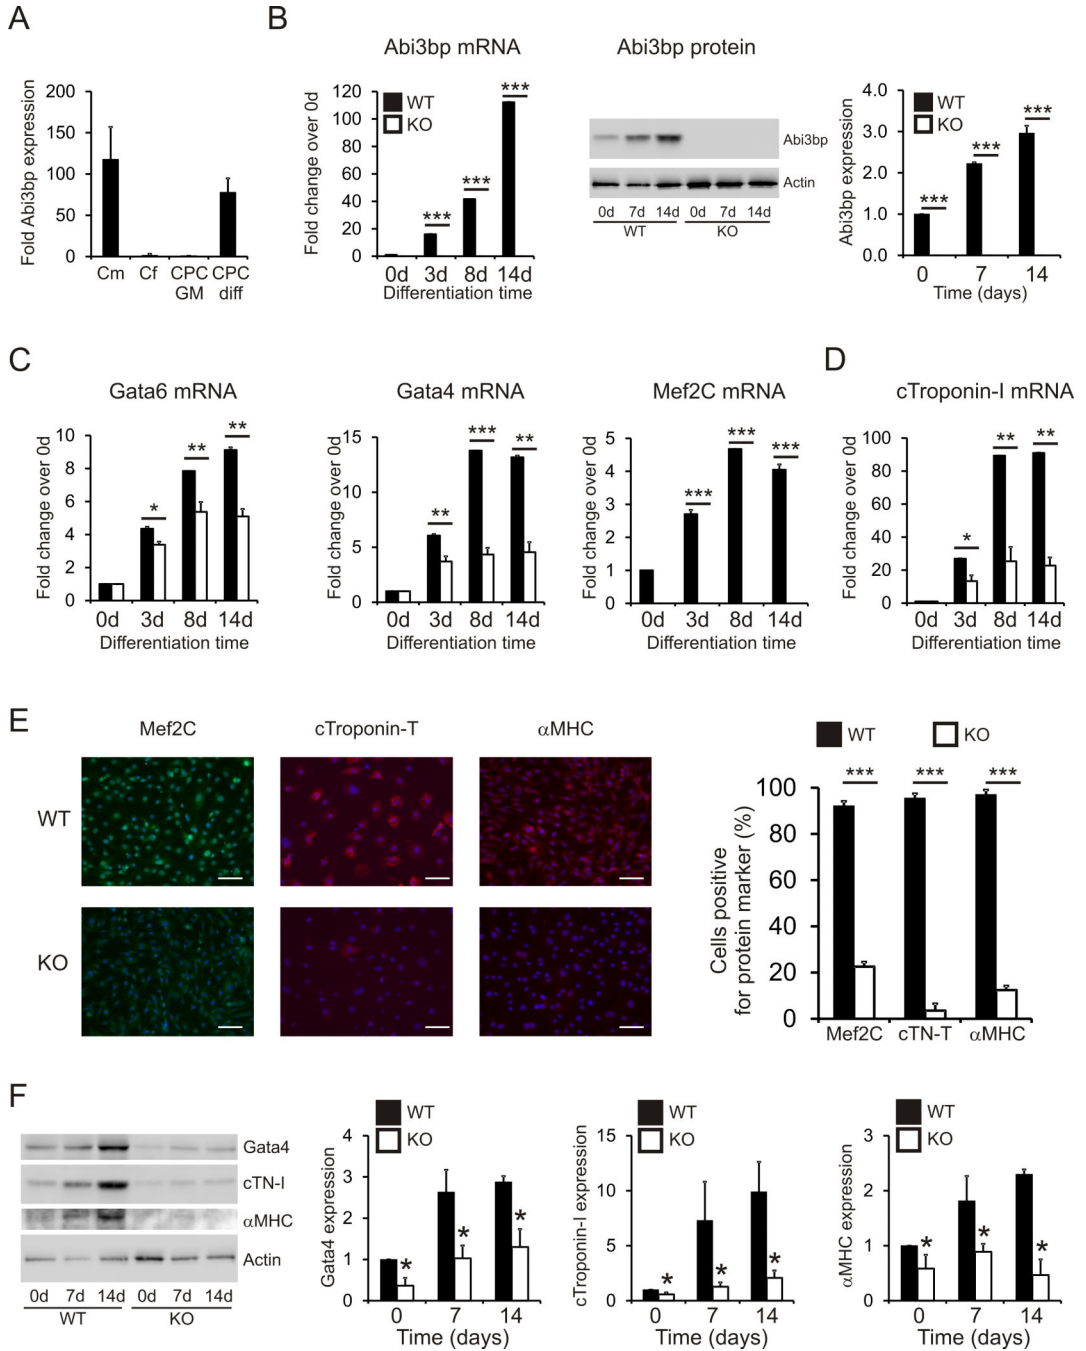 A
Fold Abi3bp expression
200
150
100
50
0
Cm Cf CPC GM CPC diff
B
Abi3bp mRNA
Fold change over 0d
WT
KO
120
100
80
60
40
20
0
***
***
***
0d 3d 8d 14d
Differentiation time
Abi3bp protein
Abi3bp
Actin
0d 7d 14d 0d 7d 14d
WT KO
Abi3bp expression
WT
KO
4.0
3.0
2.0
1.0
0
***
***
***
0 7 14
Time (days)
C
Gata6 mRNA
Fold change over 0d
10
8
6
4
2
0
* ** **
0d 3d 8d 14d
Differentiation time
Gata4 mRNA
Fold change over 0d
15
10
5
0
** *** **
0d 3d 8d 14d
Differentiation time
Mef2C mRNA
Fold change over 0d
5
4
3
2
1
0
*** *** ***
0d 3d 8d 14d
Differentiation time
D
cTroponin-I mRNA
Fold change over 0d
100
80
60
40
20
0
* ** **
0d 3d 8d 14d
Differentiation time
E
Mef2C cTroponin-T αMHC
WT
KO
WT KO
Cells positive
for protein marker (%)
100
80
60
40
20
0
*** *** ***
Mef2C cTN-T αMHC
F
Gata4
cTN-I
αMHC
Actin
0d 7d 14d 0d 7d 14d
WT KO
WT
KO
Gata4 expression
4
3
2
1
0
* * *
0 7 14
Time (days)
WT
KO
cTroponin-I expression
15
10
5
0
* * *
0 7 14
Time (days)
WT
KO
αMHC expression
3
2
1
0
* * *
0 7 14
Time (days)